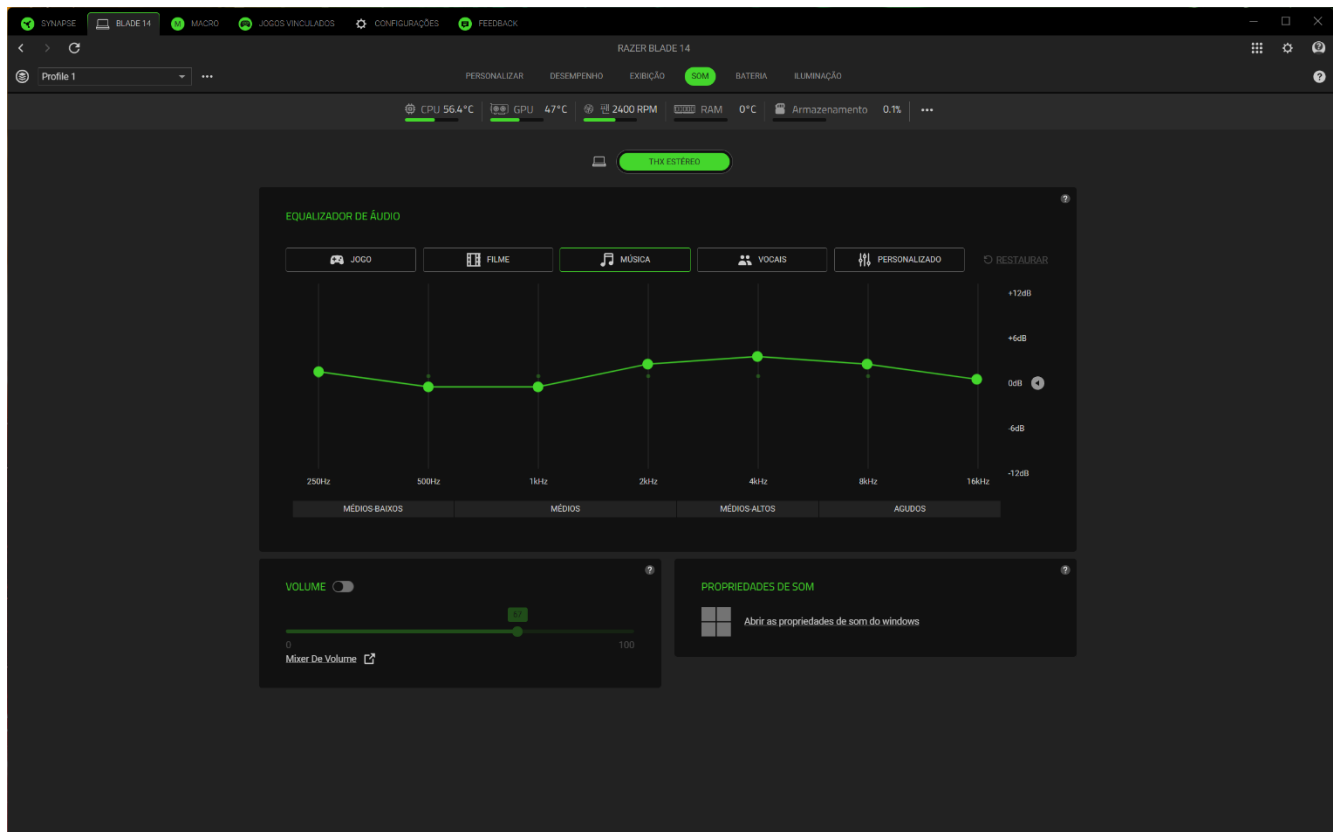 SYNAPSE BLADE 14 M MACRO JOGOS VINCULADOS CONFIGURAÇÕES FEEDBACK
RAZER BLADE 14
Profile 1 PERSONALIZAR DESEMPENHO EXIBIÇÃO SOM BATERIA ILUMINAÇÃO ?
CPU 56.4°C GPU 47°C 2400 RPM RAM 0°C Armazenamento 0.1%
THX ESTÉREO
?
EQUALIZADOR DE ÁUDIO
JOGO FILME MÚSICA VOCAIS PERSONALIZADO RESTAURAR
+12dB
+6dB
0dB
-6dB
-12dB
250Hz 500Hz 1kHz 2kHz 4kHz 8kHz 16kHz
MÉDIOS-BAIXOS MÉDIOS MÉDIOS-ALTOS AGUDOS
? ?
VOLUME PROPRIEDADES DE SOM
67
Abrir as propriedades de som do windows
0 100
Mixer De Volume